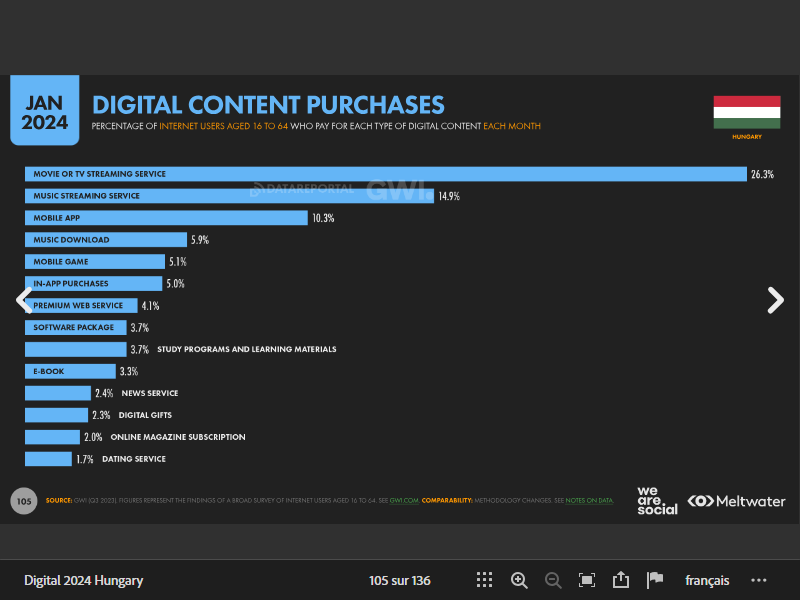 JAN
2024
DIGITAL CONTENT PURCHASES
PERCENTAGE OF INTERNET USERS AGED 16 TO 64 WHO PAY FOR EACH TYPE OF DIGITAL CONTENT EACH MONTH
HUNGARY
MOVIE OR TV STREAMING SERVICE 26.3%
DATAREPORTAL GWI.
MUSIC STREAMING SERVICE 14.9%
MOBILE APP 10.3%
MUSIC DOWNLOAD 5.9%
MOBILE GAME 5.1%
IN-APP PURCHASES 5.0%
PREMIUM WEB SERVICE 4.1%
SOFTWARE PACKAGE 3.7%
3.7% STUDY PROGRAMS AND LEARNING MATERIALS
E-BOOK 3.3%
2.4% NEWS SERVICE
2.3% DIGITAL GIFTS
2.0% ONLINE MAGAZINE SUBSCRIPTION
1.7% DATING SERVICE
105 SOURCE: GWI (Q3 2023). FIGURES REPRESENT THE FINDINGS OF A BROAD SURVEY OF INTERNET USERS AGED 16 TO 64. SEE GWI.COM. COMPARABILITY: METHODOLOGY CHANGES. SEE NOTES ON DATA.
we
are
social
Meltwater
Digital 2024 Hungary 105 sur 136 français